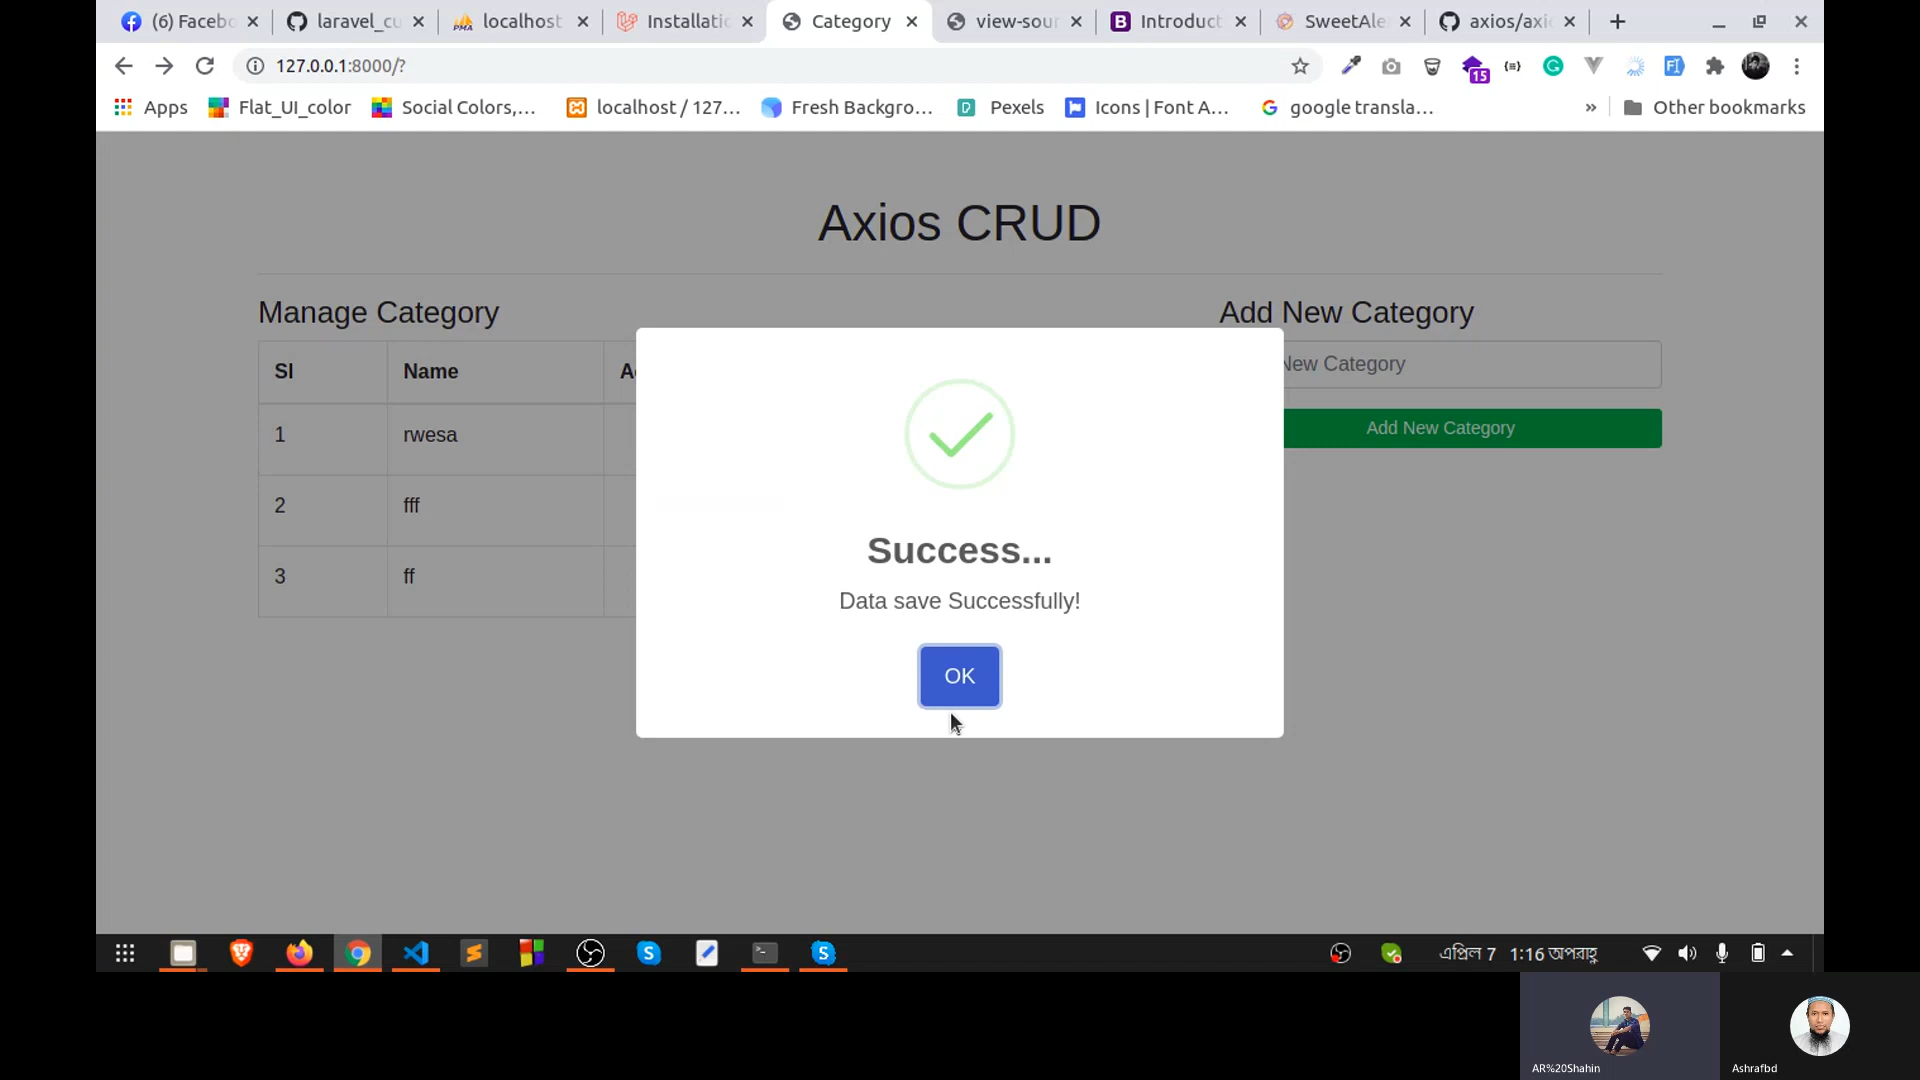 (6) Facebo
laravel_cu
localhost
Installatio
Category
view-sour
Introduct
SweetAle
axios/axio
127.0.0.1:8000/?
15
Apps
Flat_UI_color
Social Colors,...
localhost / 127...
Fresh Backgro...
Pexels
Icons | Font A...
google transla...
»
Other bookmarks
Axios CRUD
Manage Category
Add New Category
Sl Name
New Category
1 rwesa
Add New Category
2 fff
3 ff
Success...
Data save Successfully!
OK
এপ্রিল 7 1:16 অপরাহ্ণ
AR%20Shahin
Ashrafbd